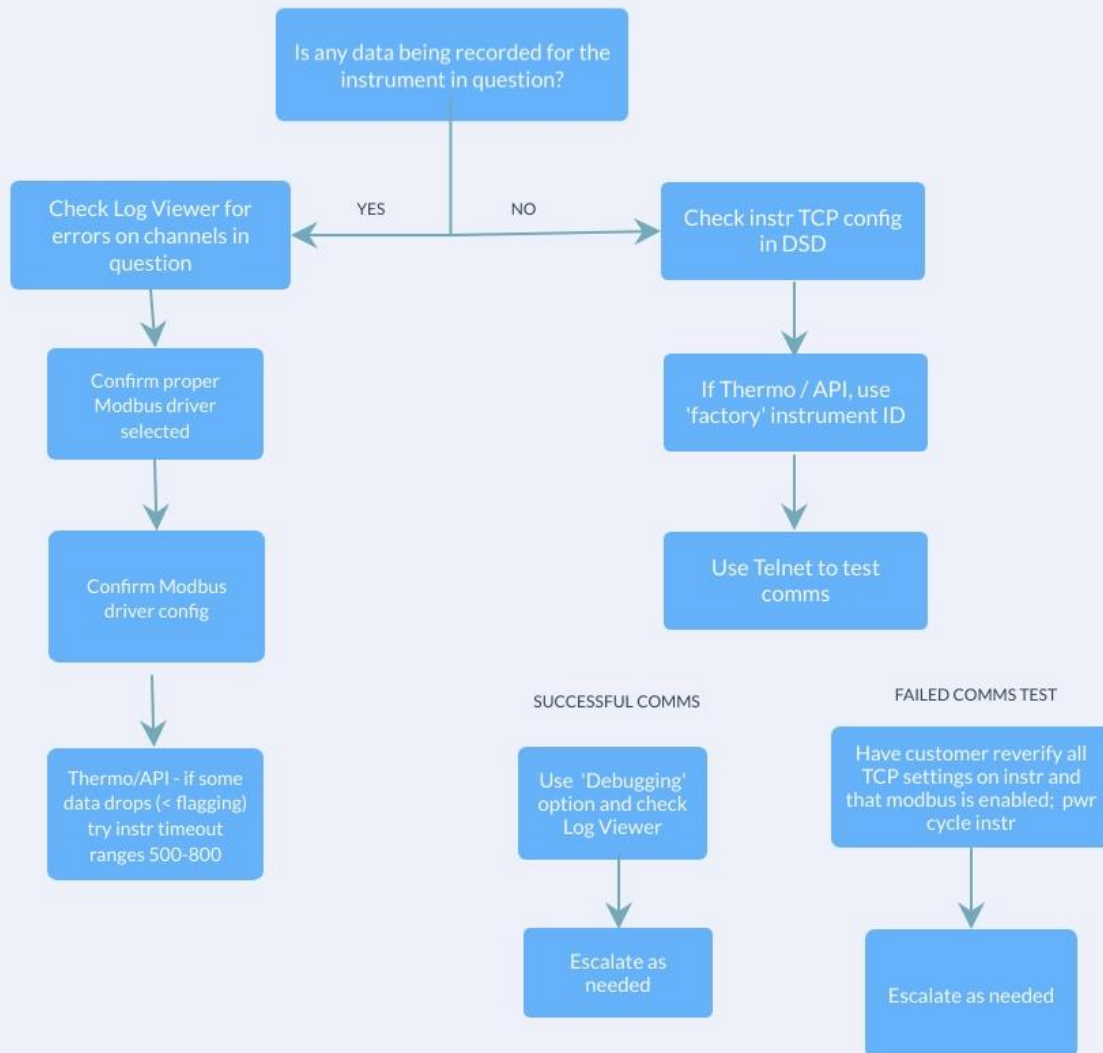 Is any data being recorded for the
instrument in question?
YES
NO
Check Log Viewer for
errors on channels in
question
Check instr TCP config
in DSD
Confirm proper
Modbus driver
selected
If Thermo / API, use
'factory' instrument ID
Confirm Modbus
driver config
Use Telnet to test
comms
Thermo/API - if some
data drops (< flagging)
try instr timeout
ranges 500-800
SUCCESSFUL COMMS
Use 'Debugging'
option and check
Log Viewer
Escalate as
needed
FAILED COMMS TEST
Have customer reverify all
TCP settings on instr and
that modbus is enabled; pwr
cycle instr
Escalate as needed